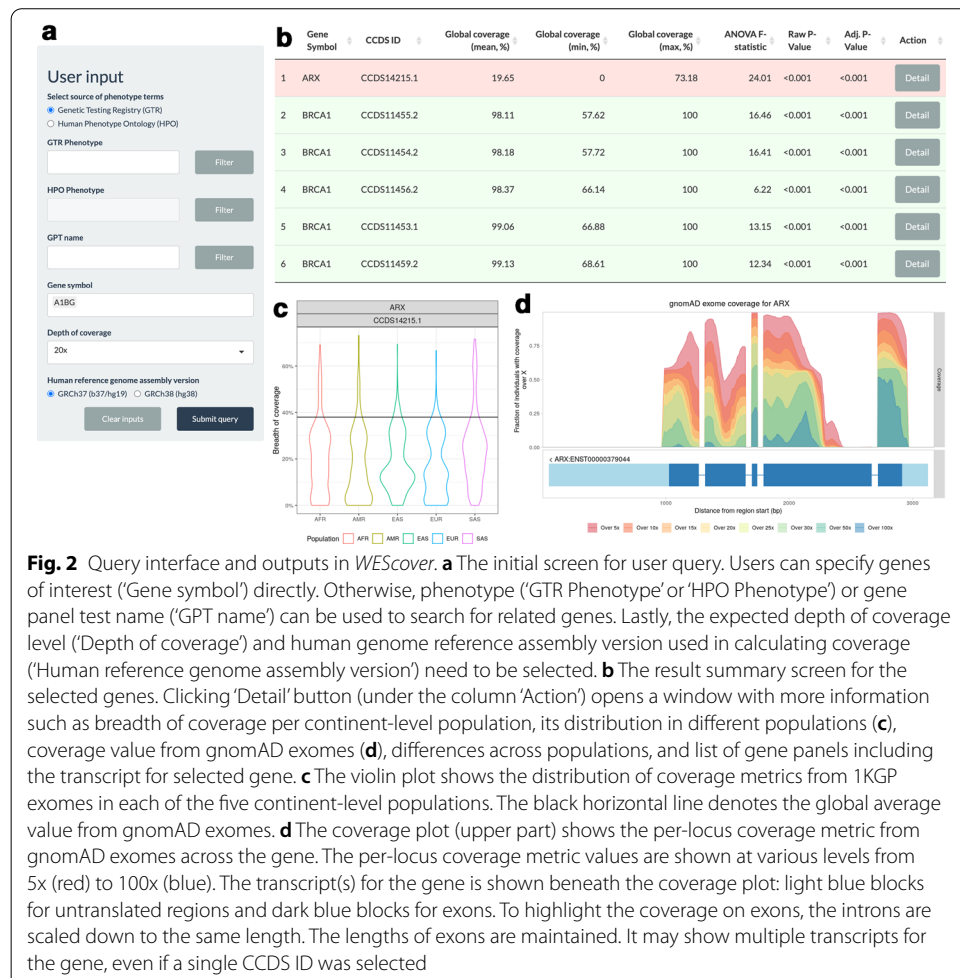 a
User input
Select source of phenotype terms
Genetic Testing Registry (GTR)
Human Phenotype Ontology (HPO)
GTR Phenotype
Filter
HPO Phenotype
Filter
GPT name
Filter
Gene symbol
A1BG
Depth of coverage
20x
Human reference genome assembly version
GRCh37 (b37/hg19) GRCh38 (hg38)
Clear inputs Submit query
b
Gene Symbol CCDS ID Global coverage (mean, %) Global coverage (min, %) Global coverage (max, %) ANOVA F-statistic Raw P-Value Adj. P-Value Action
1 ARX CCDS14215.1 19.65 0 73.18 24.01 <0.001 <0.001 Detail
2 BRCA1 CCDS11455.2 98.11 57.62 100 16.46 <0.001 <0.001 Detail
3 BRCA1 CCDS11454.2 98.18 57.72 100 16.41 <0.001 <0.001 Detail
4 BRCA1 CCDS11456.2 98.37 66.14 100 6.22 <0.001 <0.001 Detail
5 BRCA1 CCDS11453.1 99.06 66.88 100 13.15 <0.001 <0.001 Detail
6 BRCA1 CCDS11459.2 99.13 68.61 100 12.34 <0.001 <0.001 Detail
c
ARX
CCDS14215.1
Breadth of coverage
60%
40%
20%
0%
AFR AMR EAS EUR SAS
Population AFR AMR EAS EUR SAS
d
gnomAD exome coverage for ARX
Fraction of individuals with coverage
over X
0.75
0.50
0.25
0.00
Coverage
< ARX:ENST00000379044
1000 2000 3000
Distance from region start (bp)
Over 5x Over 10x Over 15x Over 20x Over 25x Over 30x Over 50x Over 100x
Fig. 2 Query interface and outputs in WEScover. a The initial screen for user query. Users can specify genes
of interest (‘Gene symbol’) directly. Otherwise, phenotype (‘GTR Phenotype’ or ‘HPO Phenotype’) or gene
panel test name (‘GPT name’) can be used to search for related genes. Lastly, the expected depth of coverage
level (‘Depth of coverage’) and human genome reference assembly version used in calculating coverage
(‘Human reference genome assembly version’) need to be selected. b The result summary screen for the
selected genes. Clicking ‘Detail’ button (under the column ‘Action’) opens a window with more information
such as breadth of coverage per continent-level population, its distribution in different populations (c),
coverage value from gnomAD exomes (d), differences across populations, and list of gene panels including
the transcript for selected gene. c The violin plot shows the distribution of coverage metrics from 1KGP
exomes in each of the five continent-level populations. The black horizontal line denotes the global average
value from gnomAD exomes. d The coverage plot (upper part) shows the per-locus coverage metric from
gnomAD exomes across the gene. The per-locus coverage metric values are shown at various levels from
5x (red) to 100x (blue). The transcript(s) for the gene is shown beneath the coverage plot: light blue blocks
for untranslated regions and dark blue blocks for exons. To highlight the coverage on exons, the introns are
scaled down to the same length. The lengths of exons are maintained. It may show multiple transcripts for
the gene, even if a single CCDS ID was selected